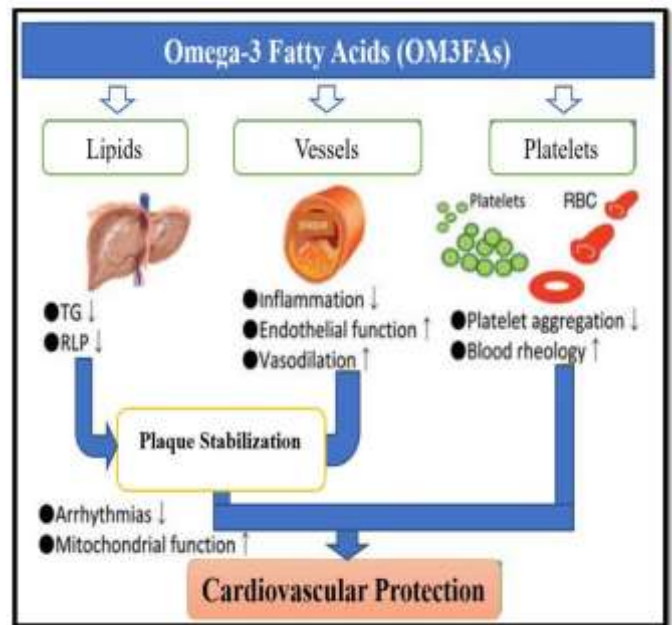 Omega-3 Fatty Acids (OM3FAs)
Lipids
Vessels
Platelets
Platelets
RBC
●TG ↓
●RLP ↓
●Inflammation ↓
●Endothelial function ↑
●Vasodilation ↑
●Platelet aggregation ↓
●Blood rheology ↑
Plaque Stabilization
●Arrhythmias ↓
●Mitochondrial function ↑
Cardiovascular Protection